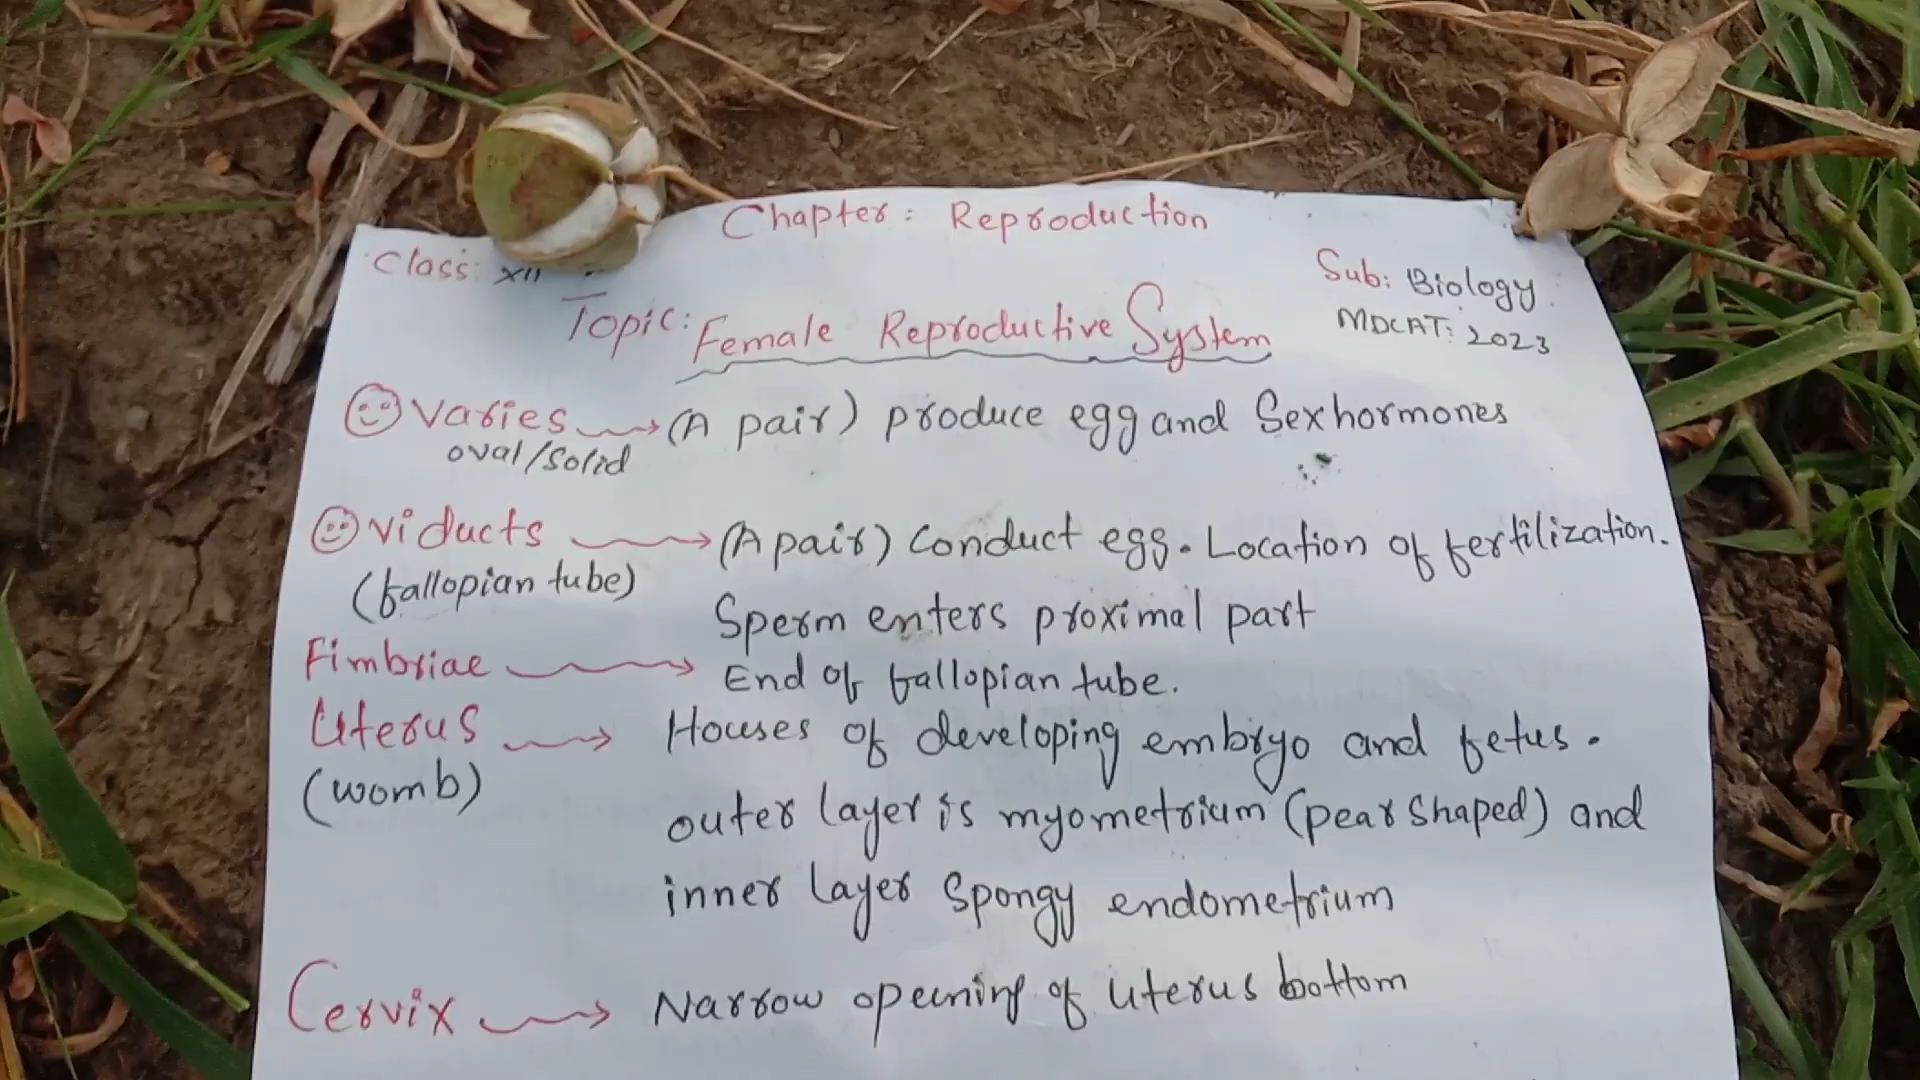 Chapter: Reproduction
Class: XII
Sub: Biology
MDCAT: 2023
Topic: Female Reproductive System
Ovaries (A pair) produce egg and Sex hormones
oval/solid
Oviducts (A pair) Conduct egg. Location of fertilization.
(fallopian tube)
Sperm enters proximal part
Fimbriae End of fallopian tube.
Uterus Houses of developing embryo and fetus.
(womb)
outer layer is myometrium (pear shaped) and
inner layer spongy endometrium
Cervix Narrow opening of uterus bottom